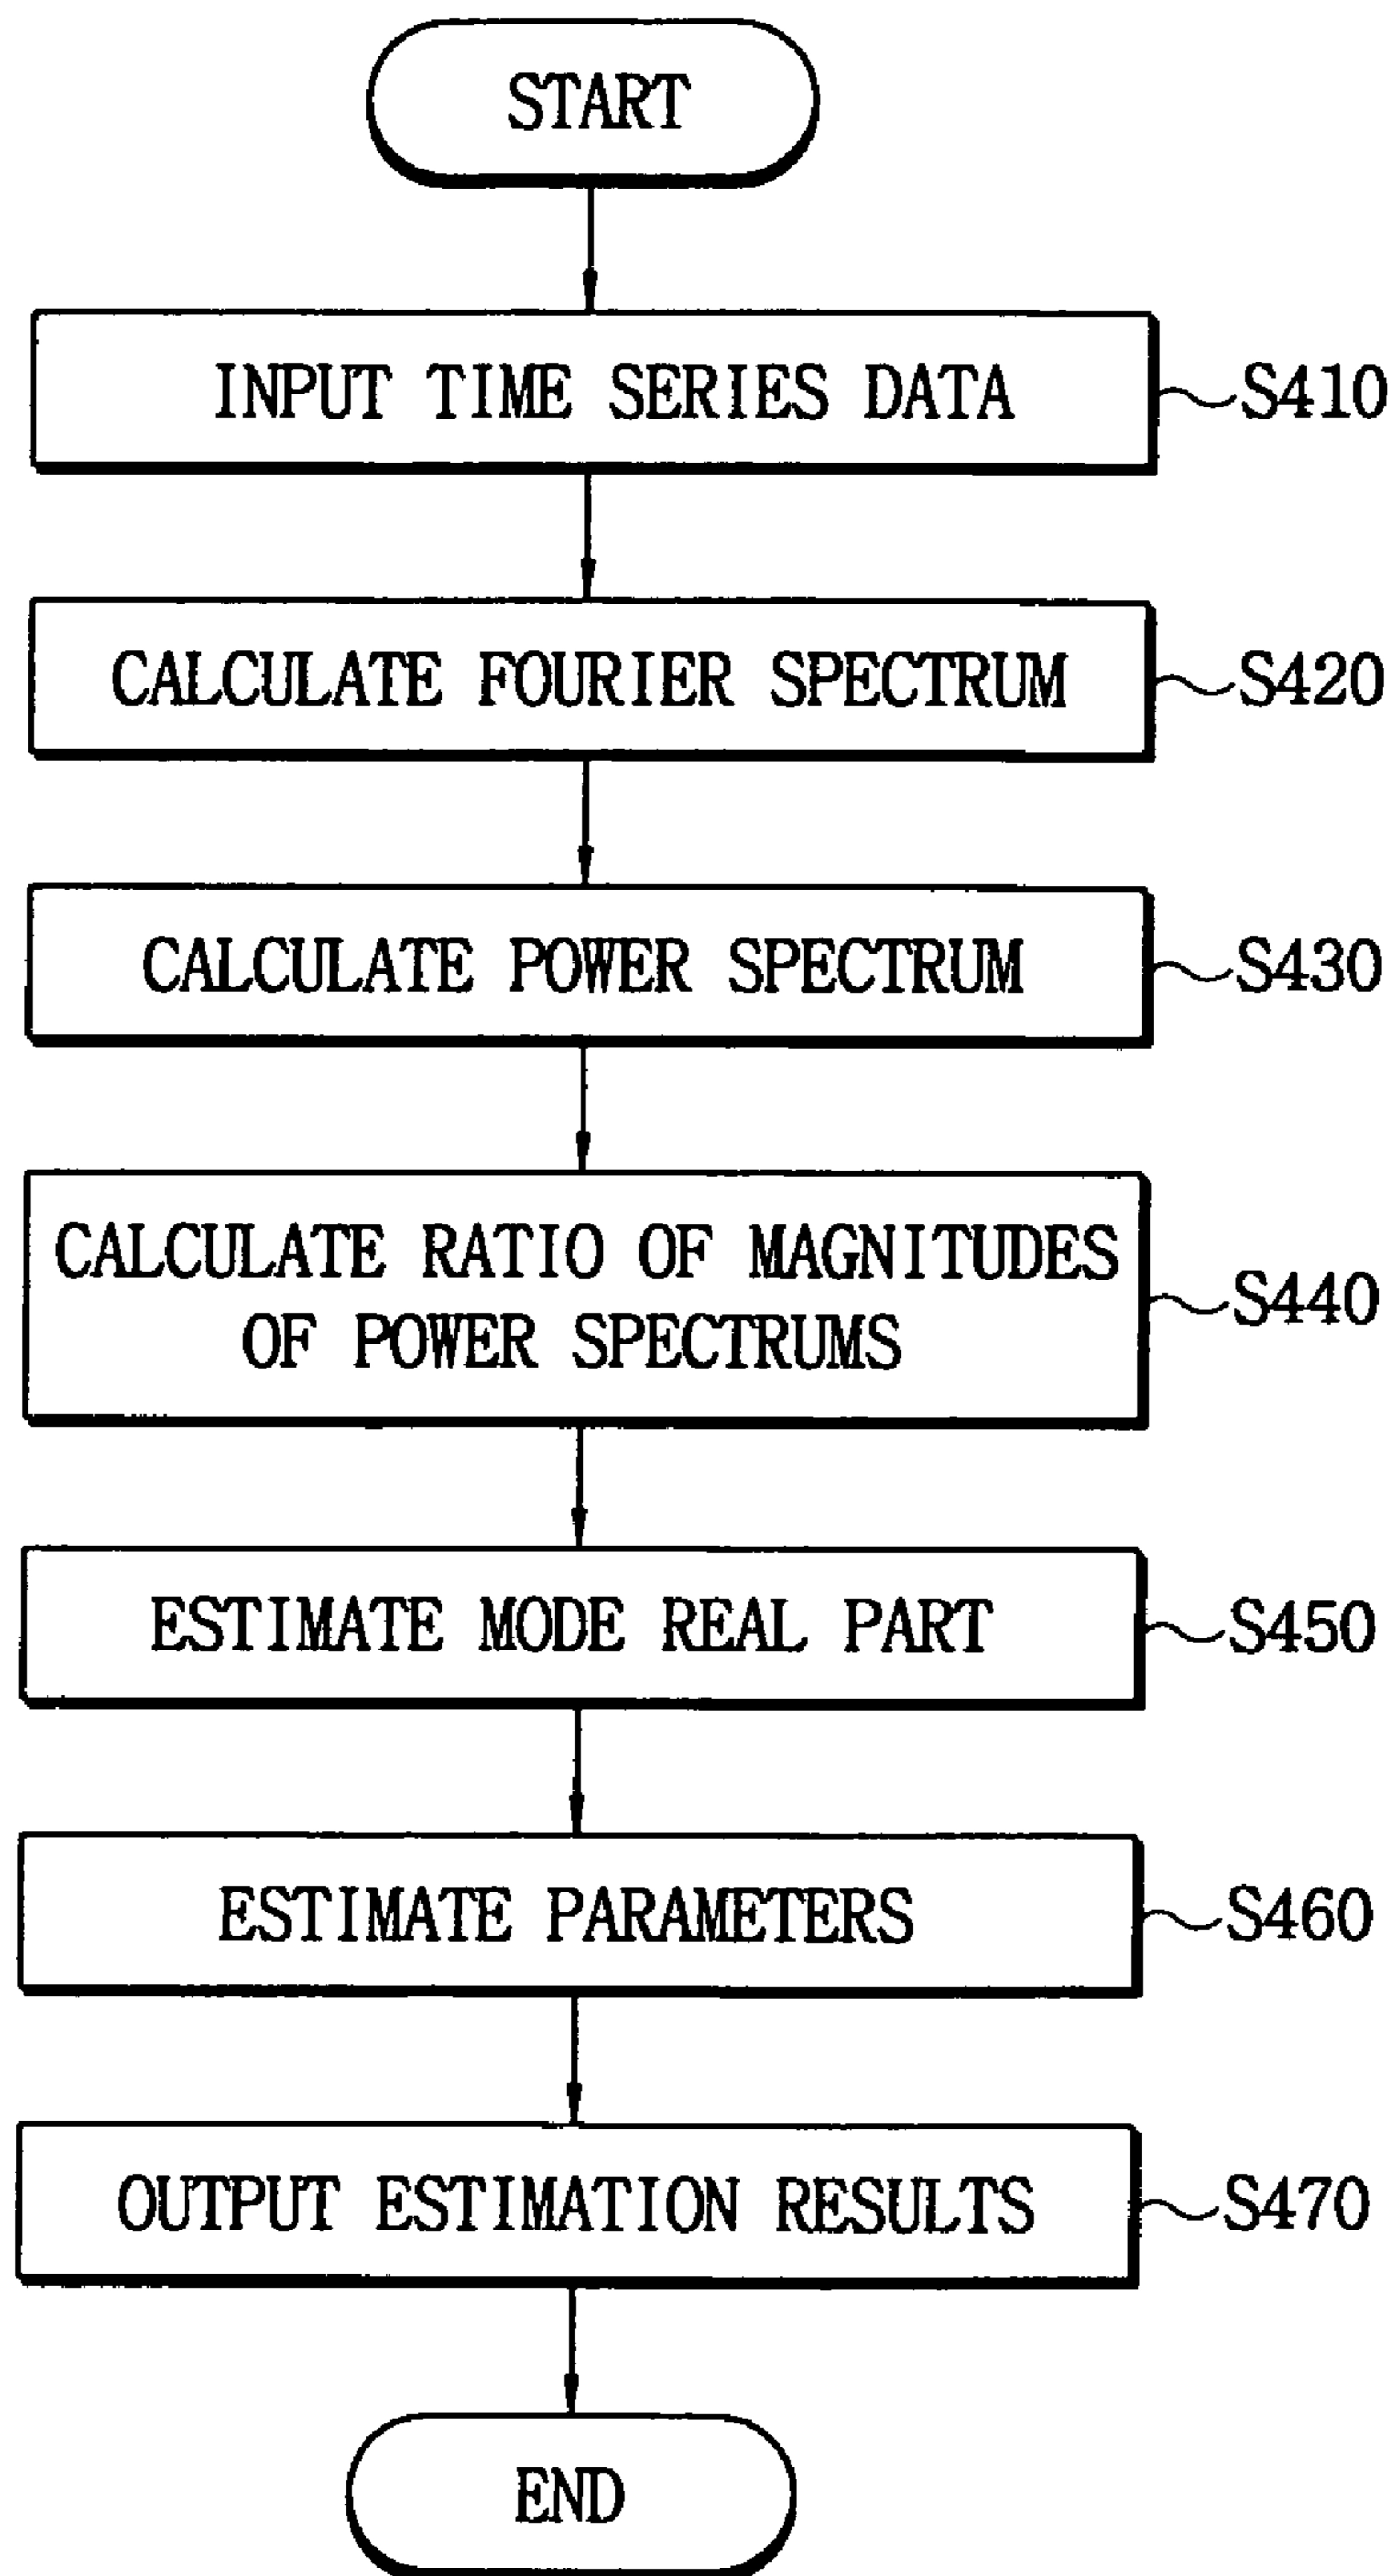 START
INPUT TIME SERIES DATA
S410
CALCULATE FOURIER SPECTRUM
S420
CALCULATE POWER SPECTRUM
S430
CALCULATE RATIO OF MAGNITUDES
OF POWER SPECTRUMS
S440
ESTIMATE MODE REAL PART
S450
ESTIMATE PARAMETERS
S460
OUTPUT ESTIMATION RESULTS
S470
END